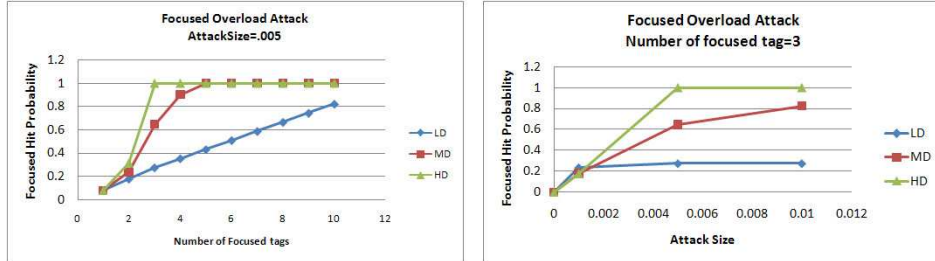 Focused Overload Attack
AttackSize=.005
Focused Hit Probability
1.2
1
0.8
0.6
0.4
0.2
0
0 2 4 6 8 10 12
Number of Focused tags
LD
MD
HD
Focused Overload Attack
Number of focused tag=3
Focused Hit Probability
1.2
1
0.8
0.6
0.4
0.2
0
0 0.002 0.004 0.006 0.008 0.01 0.012
Attack Size
LD
MD
HD